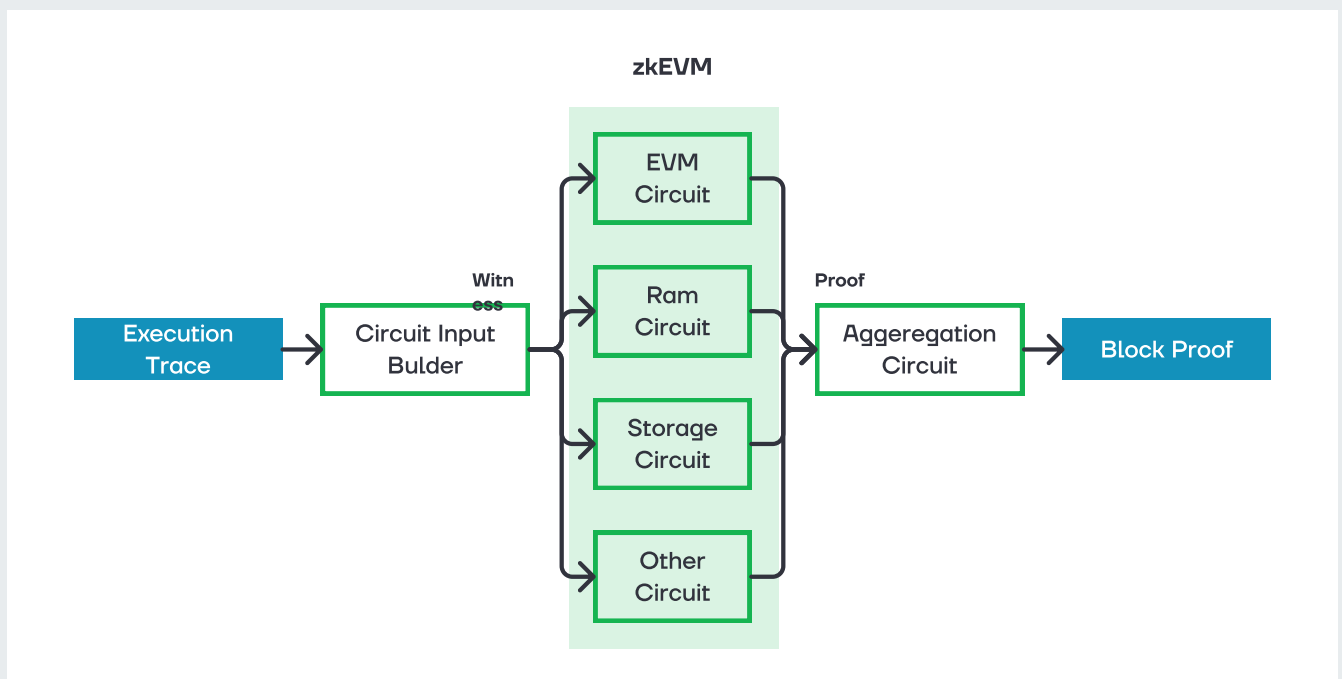 zkEVM
EVM
Circuit
Witn
ess
Ram
Circuit
Proof
Execution
Trace
Circuit Input
Bulder
Aggeregation
Circuit
Block Proof
Storage
Circuit
Other
Circuit